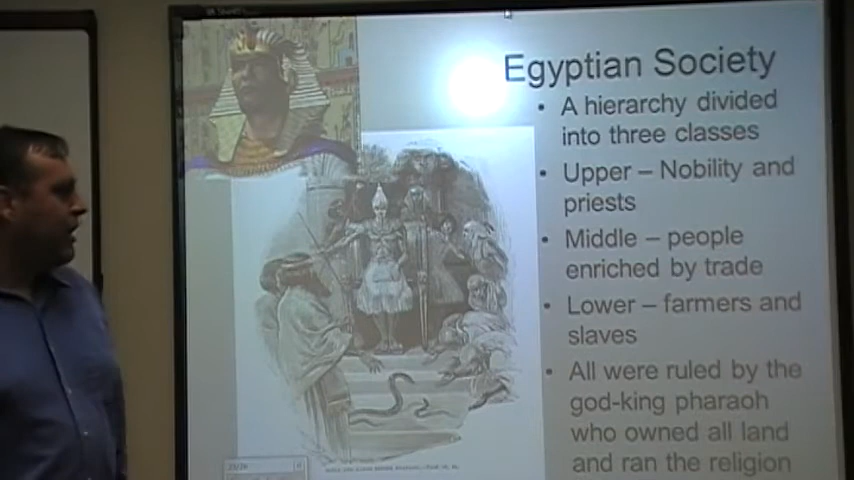 Egyptian Society
• A hierarchy divided
into three classes
• Upper – Nobility and
priests
• Middle – people
enriched by trade
• Lower – farmers and
slaves
• All were ruled by the
god-king pharaoh
who owned all land
and ran the religion